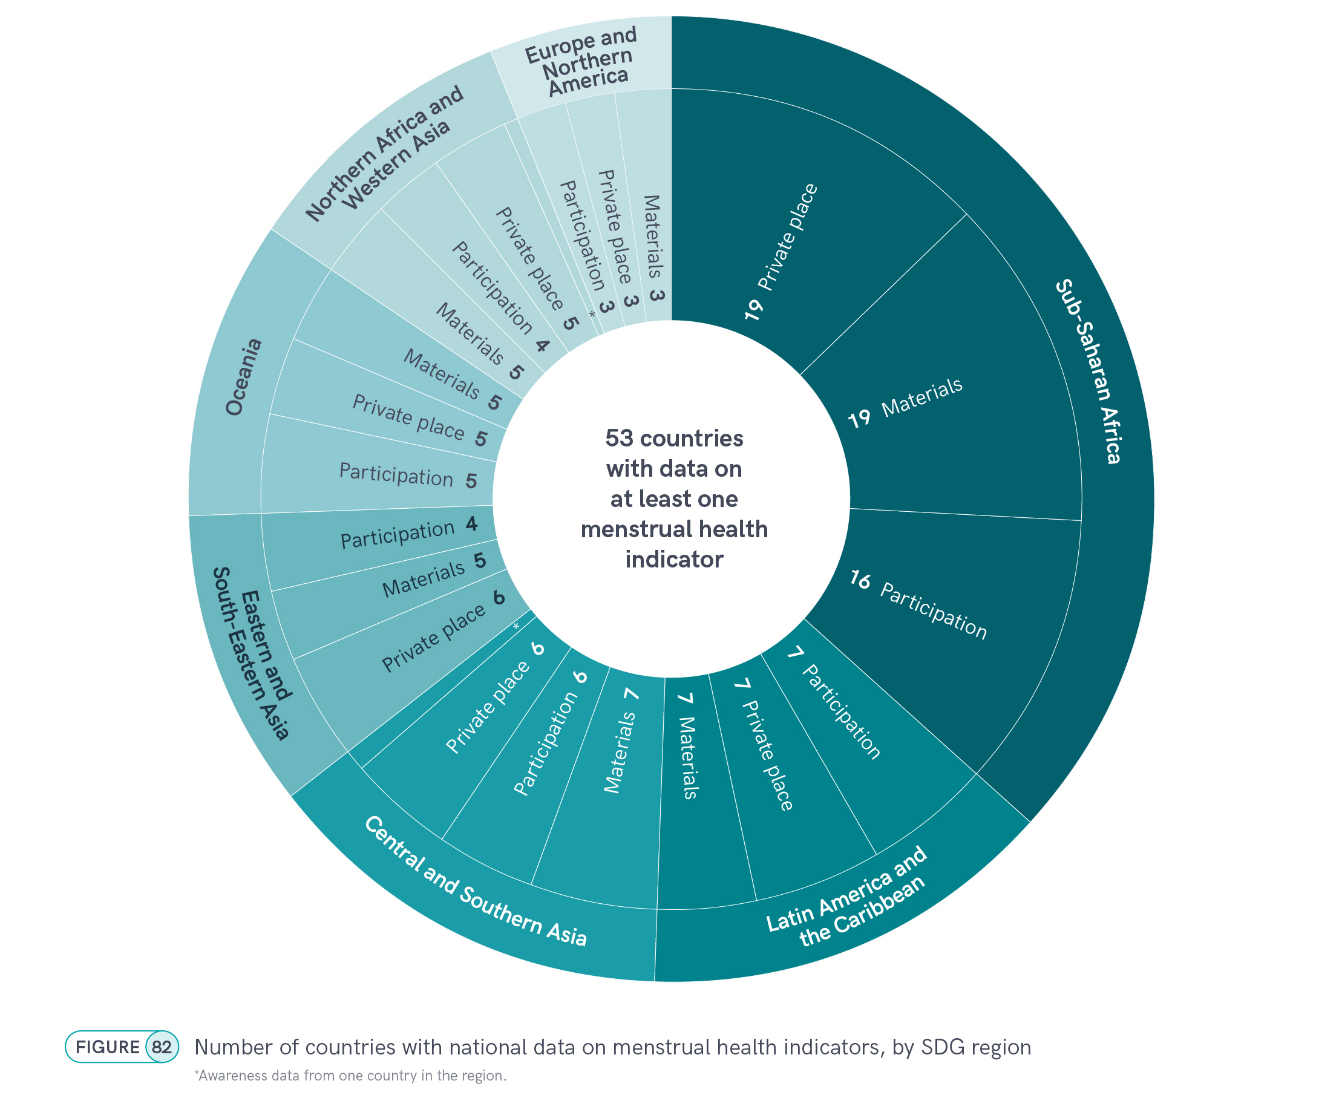 Europe and
Northern
America
Participation 3
Private place 3
Materials 3
Sub-Saharan Africa
19 Private place
19 Materials
16 Participation
Latin America and
the Caribbean
7 Participation
7 Private place
7 Materials
Central and Southern Asia
Materials 7
Participation 6
Private place 6
*
Eastern and
South-Eastern Asia
Private place 6
Materials 5
Participation 4
Oceania
Participation 5
Private place 5
Materials 5
Northern Africa and
Western Asia
Materials 5
Participation 4
Private place 5
*
53 countries
with data on
at least one
menstrual health
indicator
FIGURE 82 Number of countries with national data on menstrual health indicators, by SDG region
*Awareness data from one country in the region.